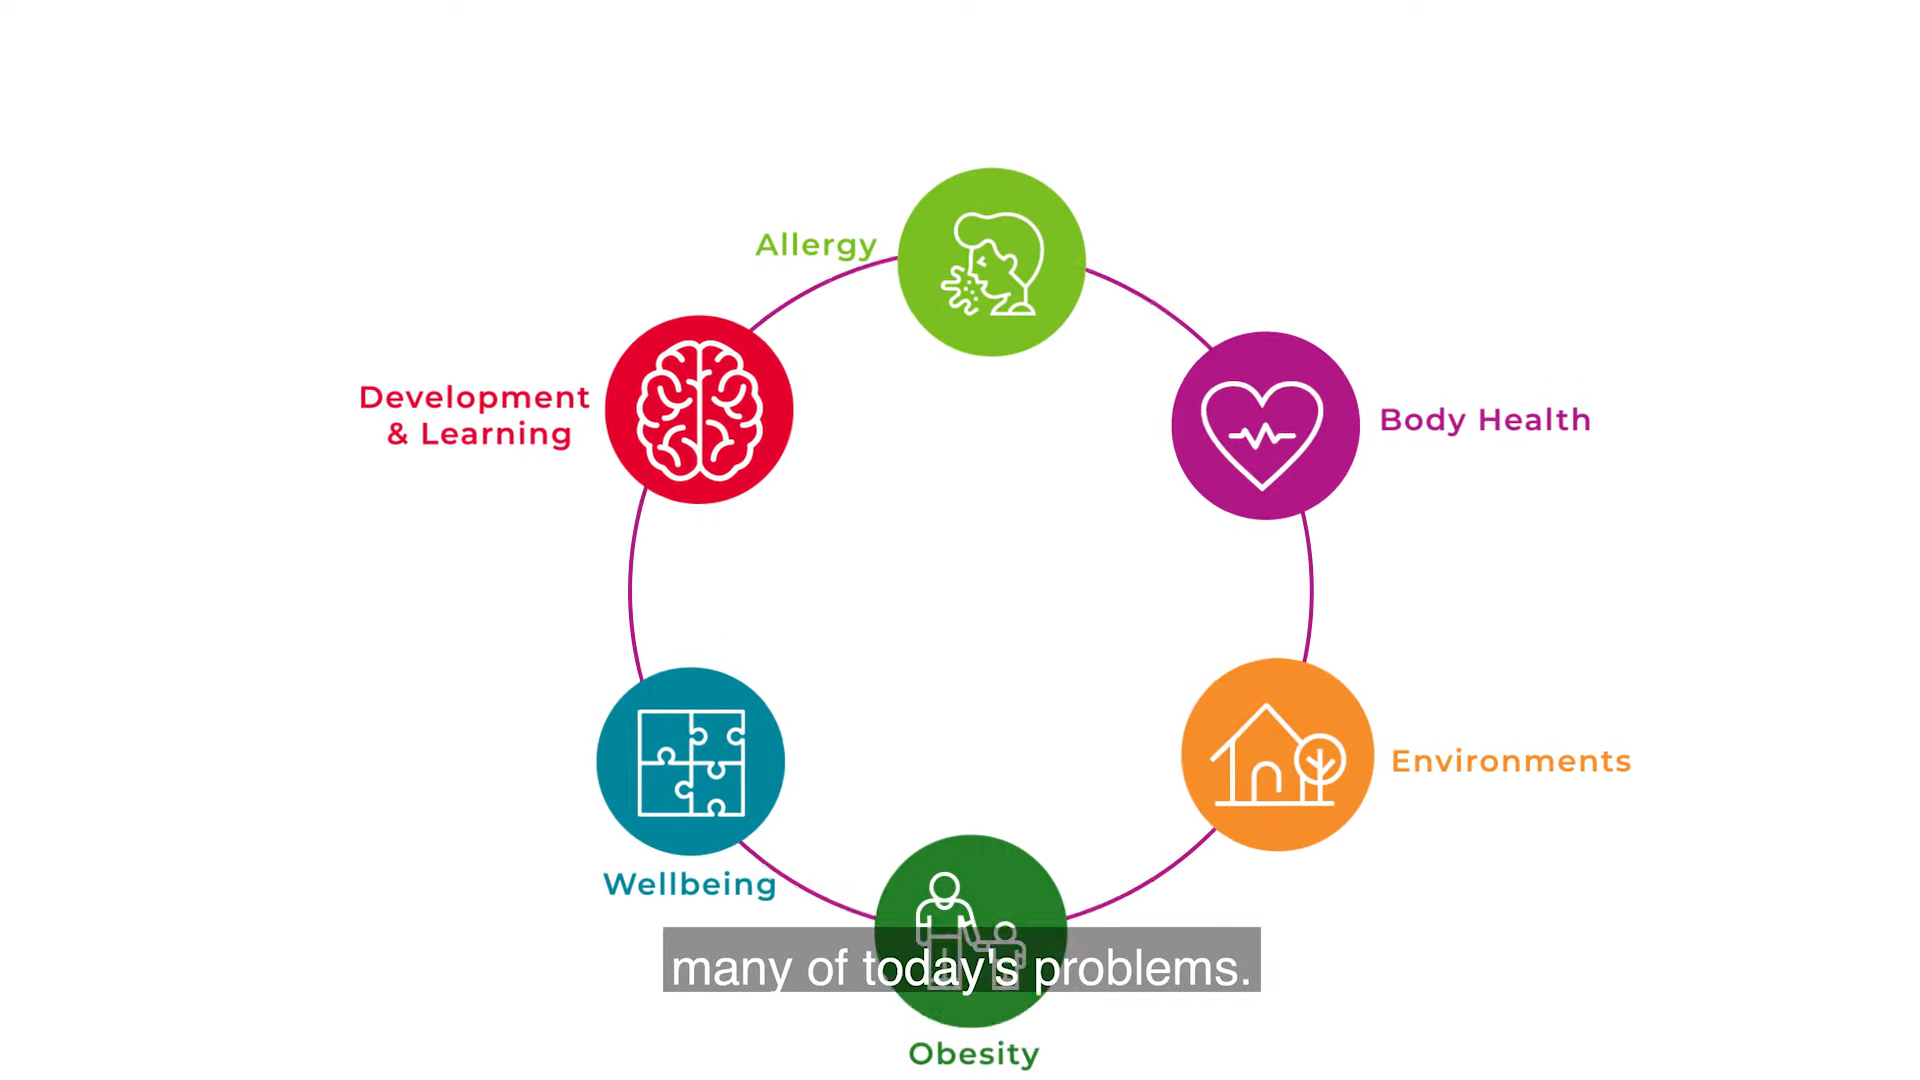 Allergy
Development
& Learning
Body Health
Environments
Wellbeing
many of today's problems.
Obesity